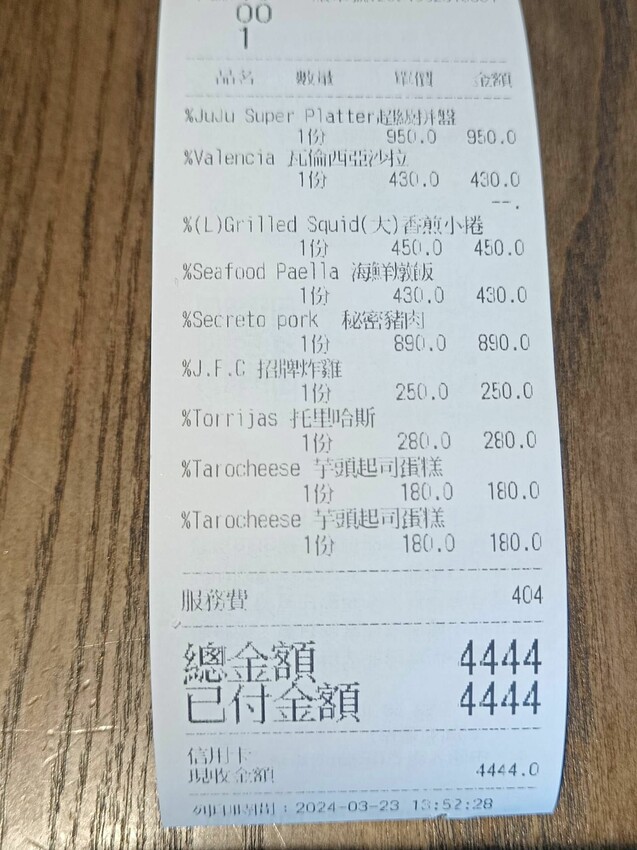 00
1
品名 數量 單價 金額
%JuJu Super Platter超級拼盤
1份 950.0 950.0
%Valencia 瓦倫西亞沙拉
1份 430.0 430.0
--.
%(L)Grilled Squid(大)香煎小捲
1份 450.0 450.0
%Seafood Paella 海鮮燉飯
1份 430.0 430.0
%Secreto pork 秘密豬肉
1份 890.0 890.0
%J.F.C 招牌炸雞
1份 250.0 250.0
%Torrijas 托里哈斯
1份 280.0 280.0
%Tarocheese 芋頭起司蛋糕
1份 180.0 180.0
%Tarocheese 芋頭起司蛋糕
1份 180.0 180.0
服務費 404
總金額 4444
已付金額 4444
信用卡
現收金額 4444.0
列印時間：2024-03-23 13:52:28